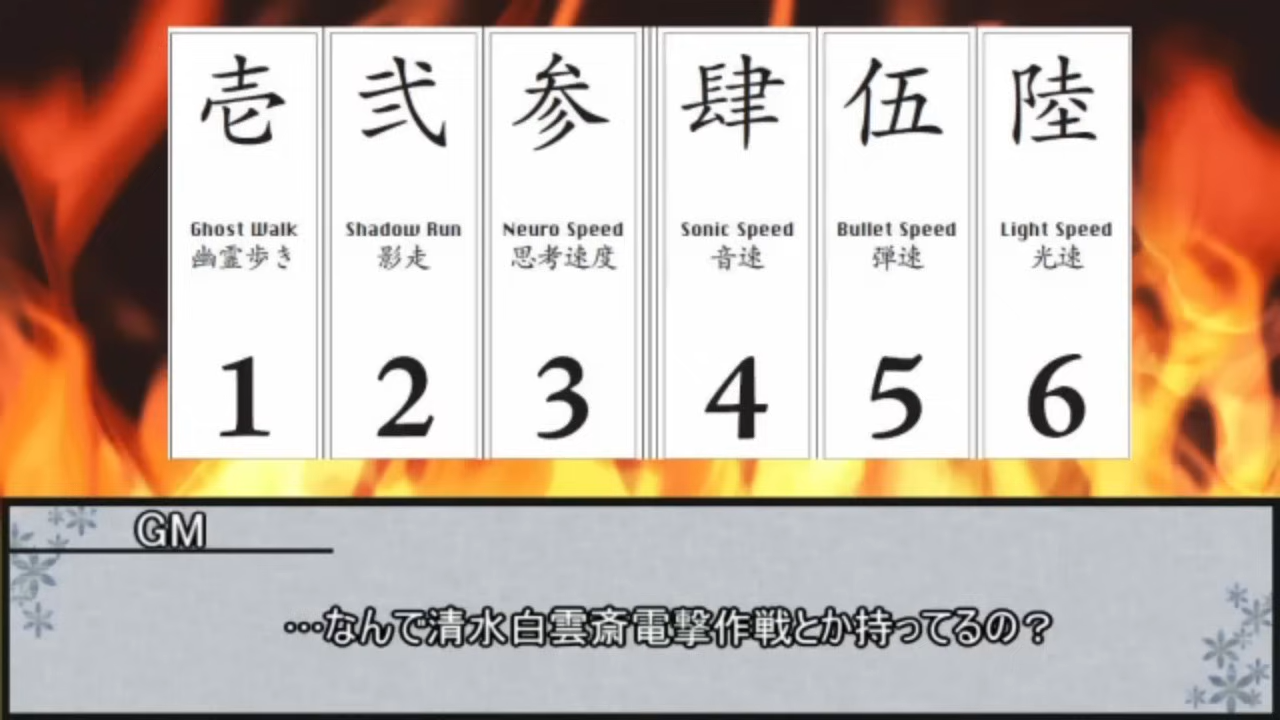 壱 弐 参 肆 伍 陸
Ghost Walk Shadow Run Neuro Speed Sonic Speed Bullet Speed Light Speed
幽霊歩き 影走 思考速度 音速 弾速 光速
1 2 3 4 5 6
GM
…なんで清水白雲斎電撃作戦とか持ってるの？